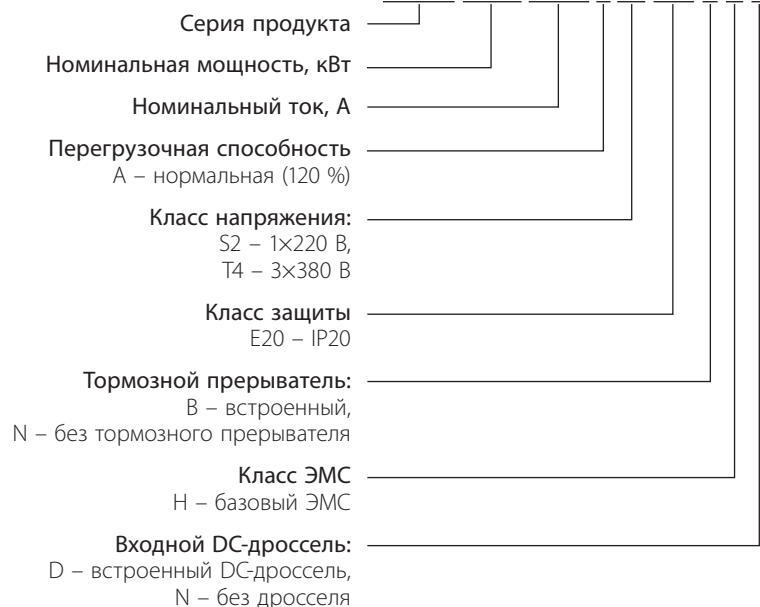 Серия продукта
Номинальная мощность, кВт
Номинальный ток, А
Перегрузочная способность
А – нормальная (120 %)
Класс напряжения:
S2 – 1×220 В,
T4 – 3×380 В
Класс защиты
E20 – IP20
Тормозной прерыватель:
В – встроенный,
N – без тормозного прерывателя
Класс ЭМС
Н – базовый ЭМС
Входной DC-дроссель:
D – встроенный DC-дроссель,
N – без дросселя